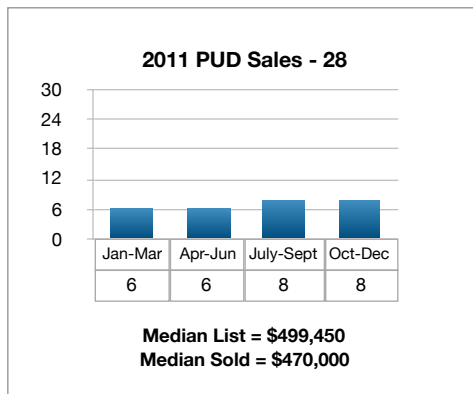 2011 PUD Sales - 28
30
24
18
12
6
0
Jan-Mar Apr-Jun July-Sept Oct-Dec
6 6 8 8
Median List = $499,450
Median Sold = $470,000